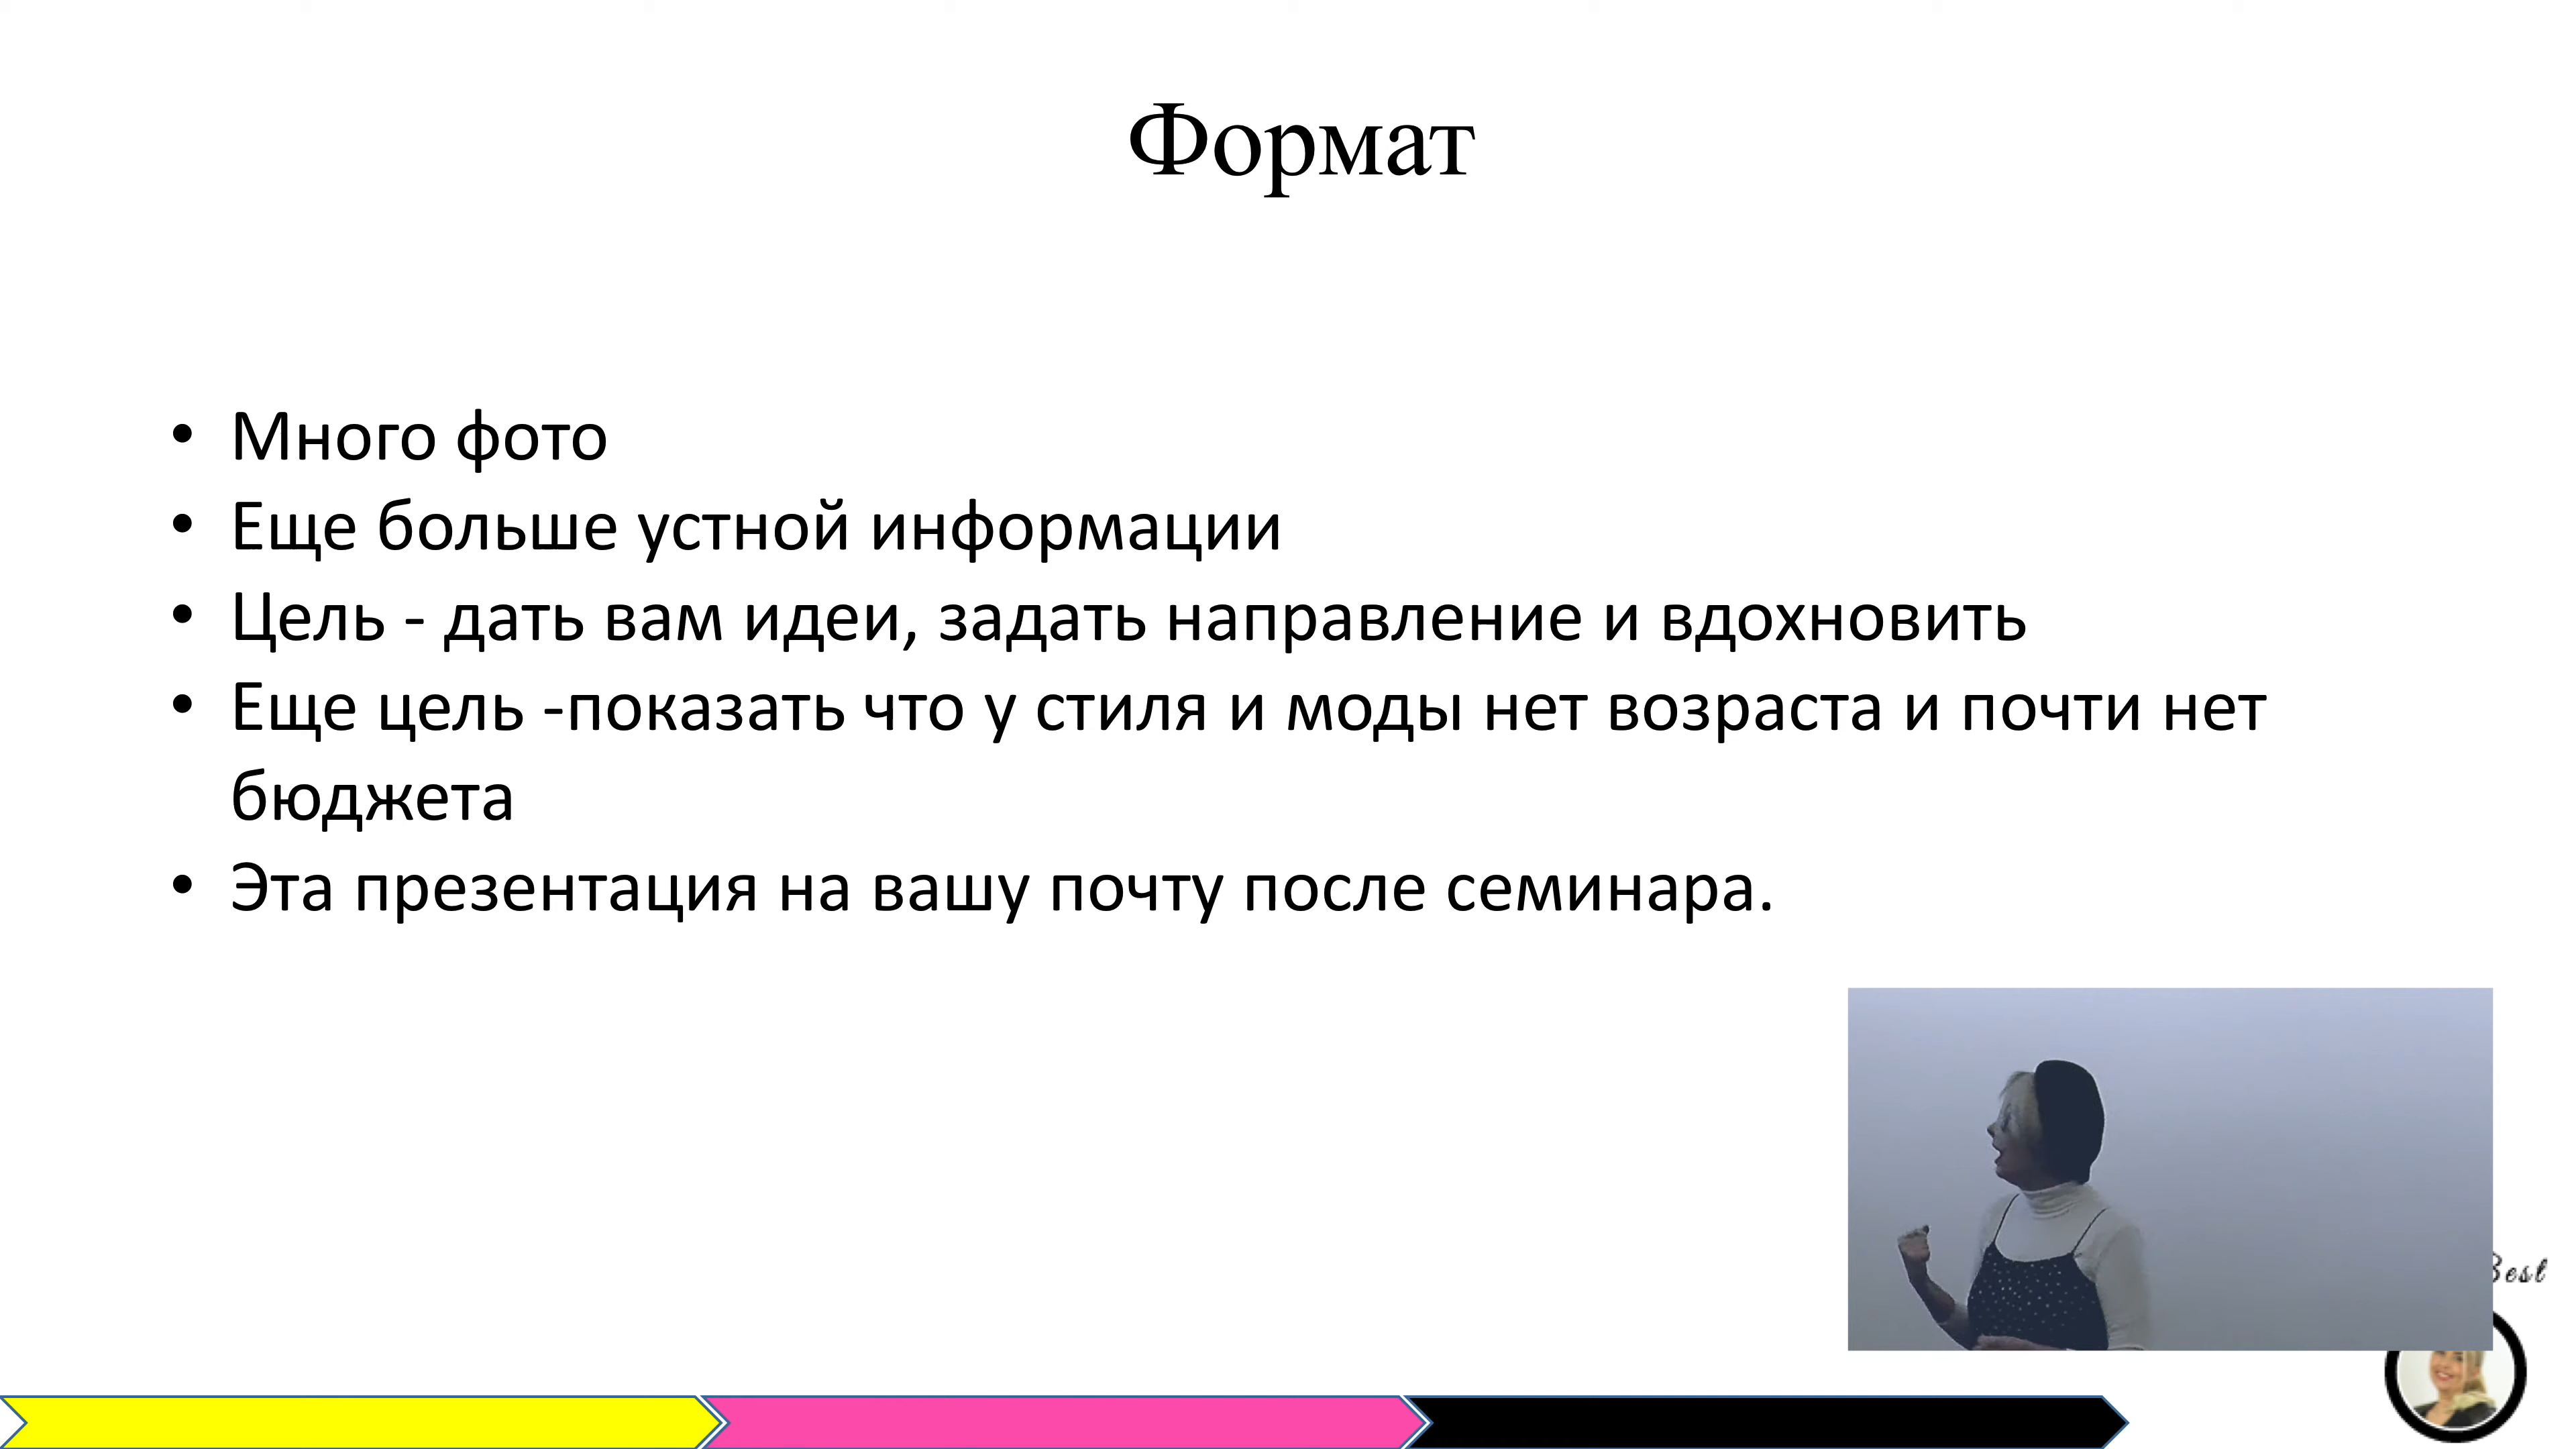 Формат
• Много фото
• Еще больше устной информации
• Цель - дать вам идеи, задать направление и вдохновить
• Еще цель -показать что у стиля и моды нет возраста и почти нет
бюджета
• Эта презентация на вашу почту после семинара.
Best